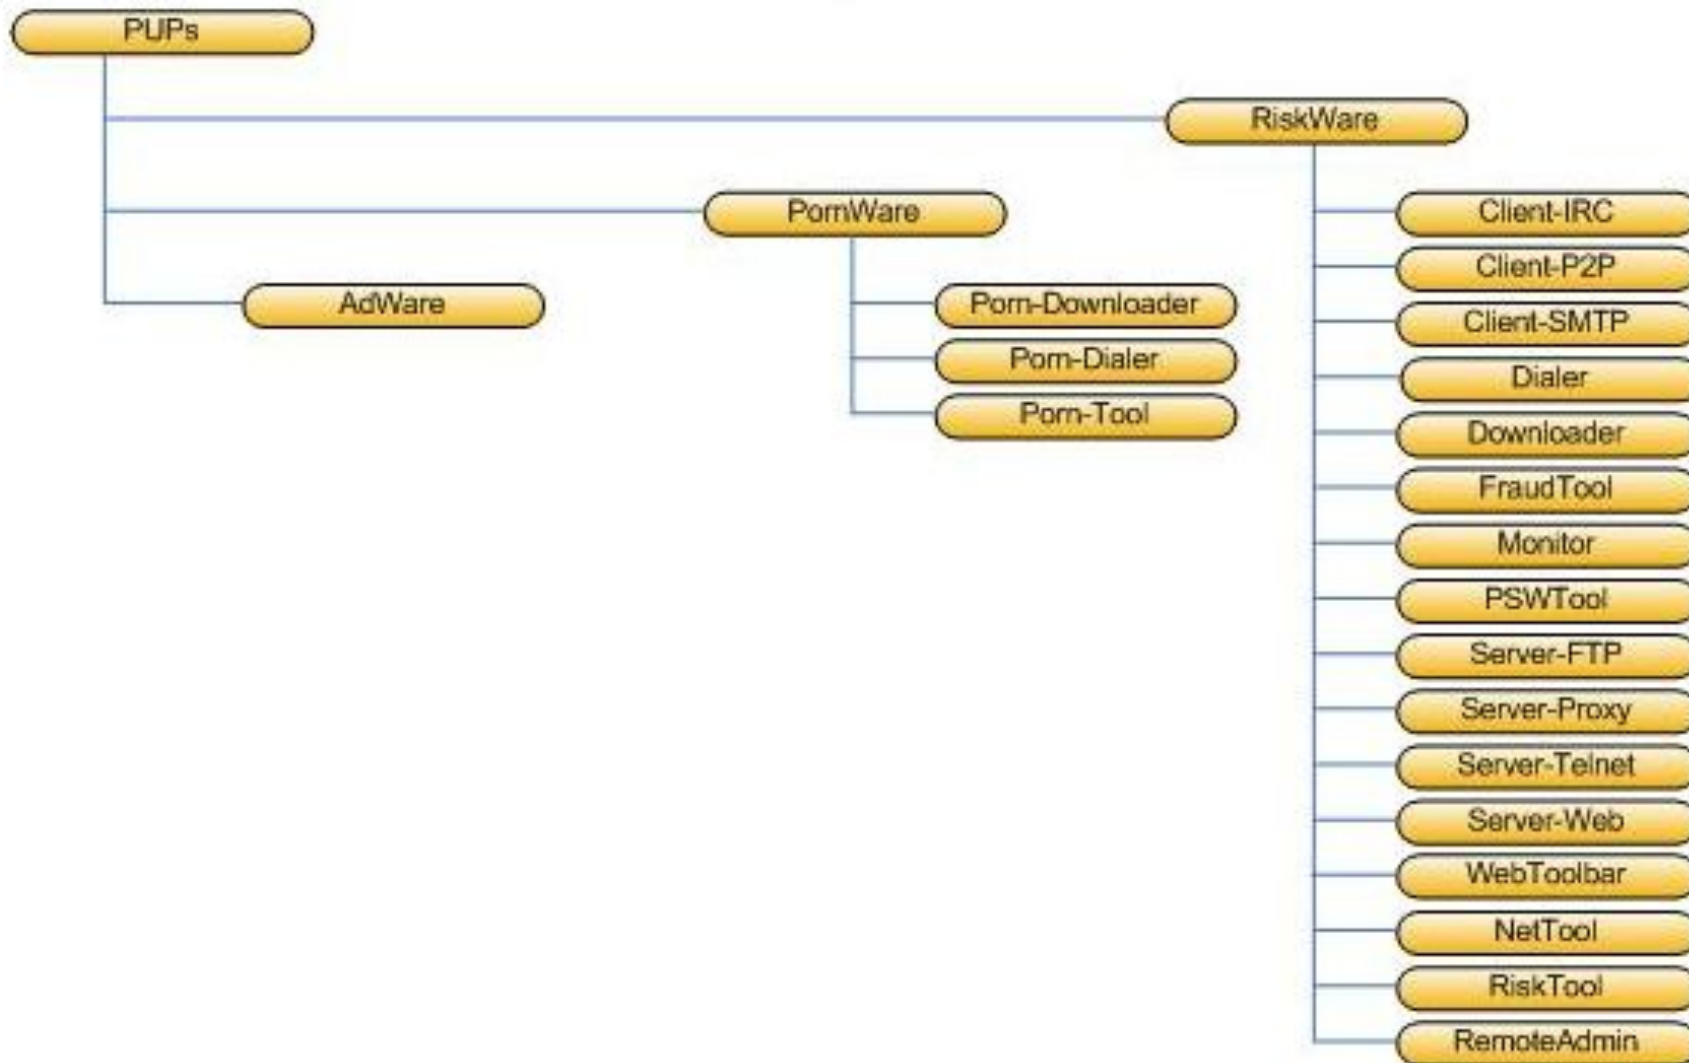 PUPs
RiskWare
PornWare
AdWare
Porn-Downloader
Porn-Dialer
Porn-Tool
Client-IRC
Client-P2P
Client-SMTP
Dialer
Downloader
FraudTool
Monitor
PSWTool
Server-FTP
Server-Proxy
Server-Telnet
Server-Web
WebToolbar
NetTool
RiskTool
RemoteAdmin